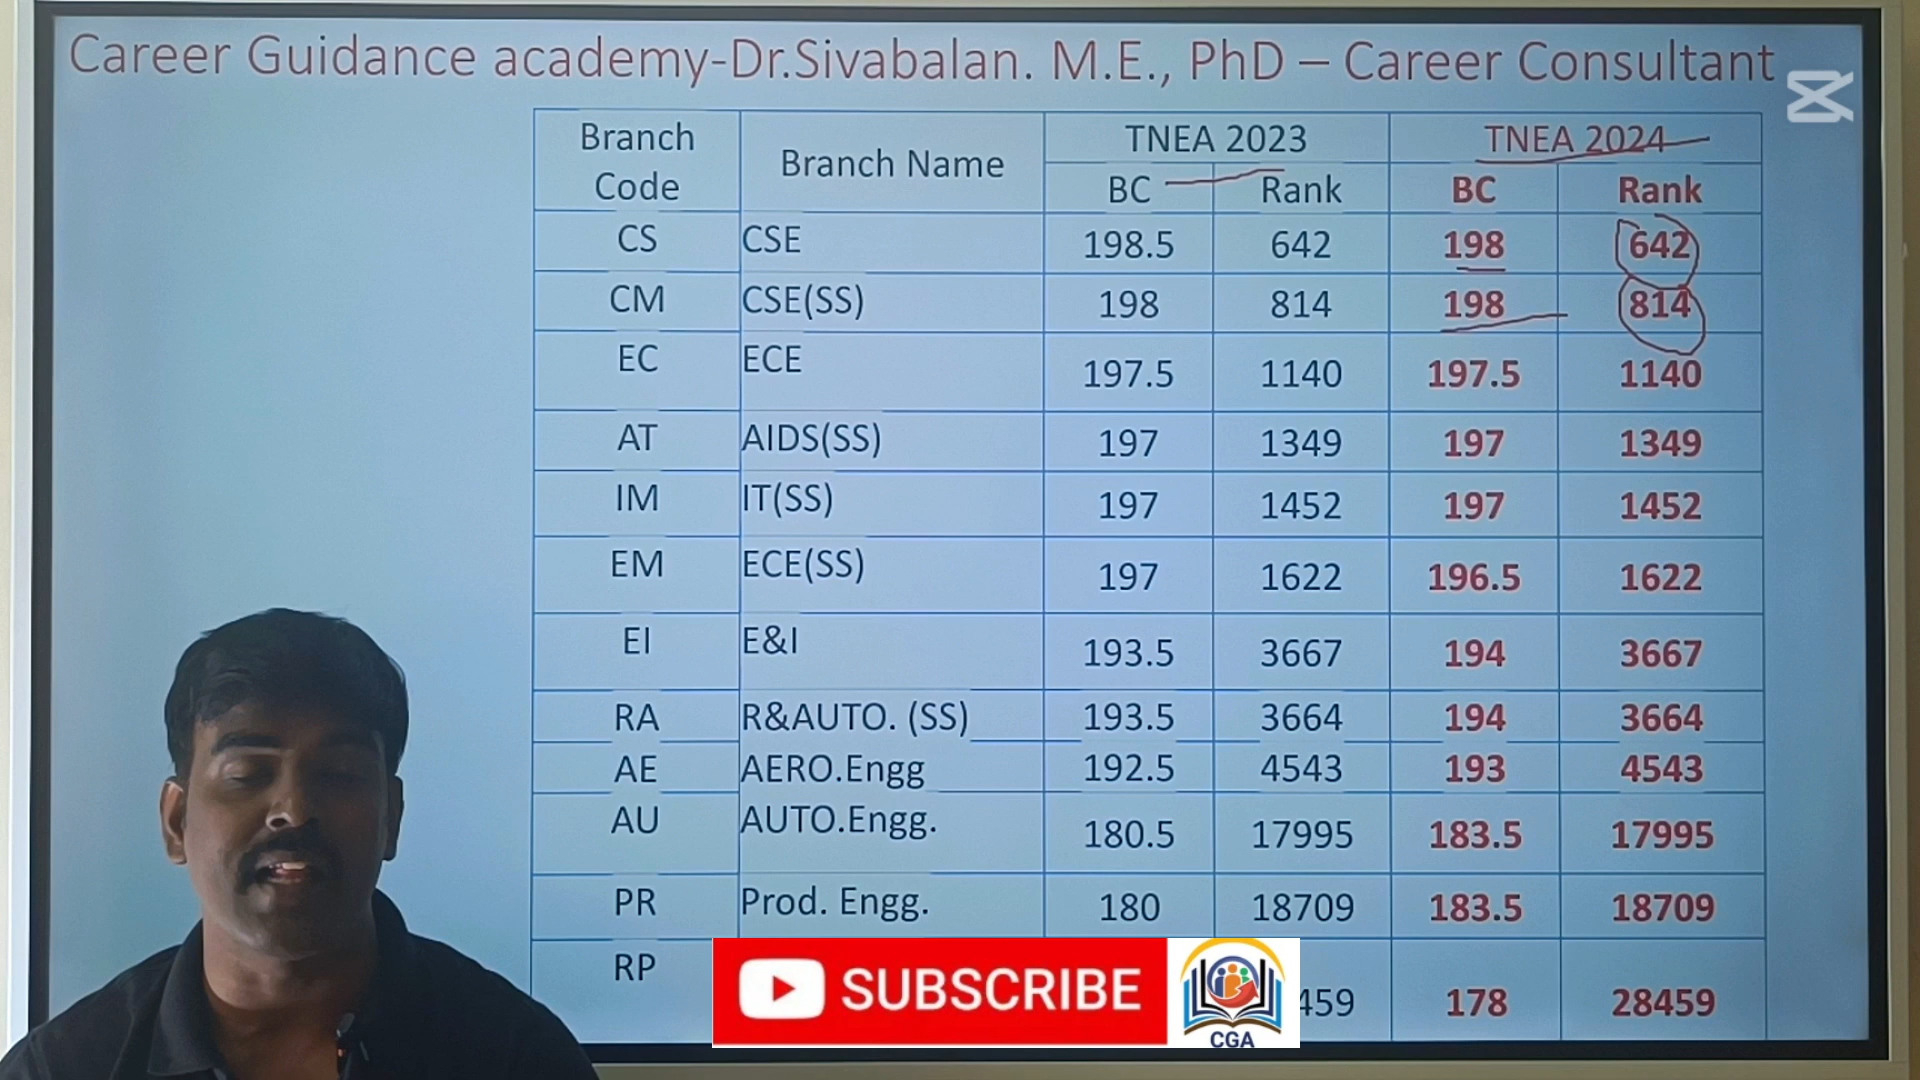 Career Guidance academy-Dr.Sivabalan. M.E., PhD – Career Consultant
Branch Code Branch Name TNEA 2023 TNEA 2024
BC Rank BC Rank
CS CSE 198.5 642 198 642
CM CSE(SS) 198 814 198 814
EC ECE 197.5 1140 197.5 1140
AT AIDS(SS) 197 1349 197 1349
IM IT(SS) 197 1452 197 1452
EM ECE(SS) 197 1622 196.5 1622
EI E&I 193.5 3667 194 3667
RA R&AUTO. (SS) 193.5 3664 194 3664
AE AERO.Engg 192.5 4543 193 4543
AU AUTO.Engg. 180.5 17995 183.5 17995
PR Prod. Engg. 180 18709 183.5 18709
RP 178 28459
SUBSCRIBE
CGA